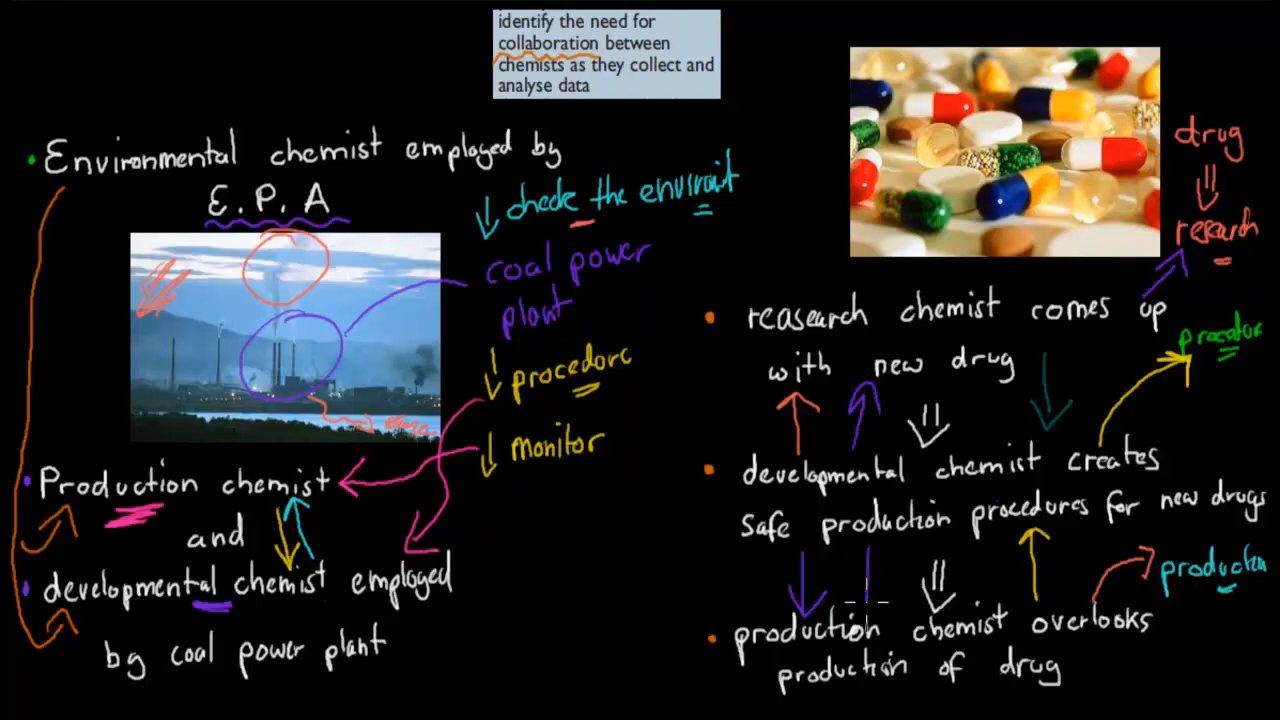 identify the need for
collaboration between
chemists as they collect and
analyse data
• Environmental chemist employed by
E.P.A
check the enviroment
coal power
plant
procedure
monitor
• Production chemist
and
• developmental chemist employed
by coal power plant
drug
research
• reasearch chemist comes up
with new drug
procedure
• developmental chemist creates
safe production procedures for new drugs
production
• production chemist overlooks
production of drug